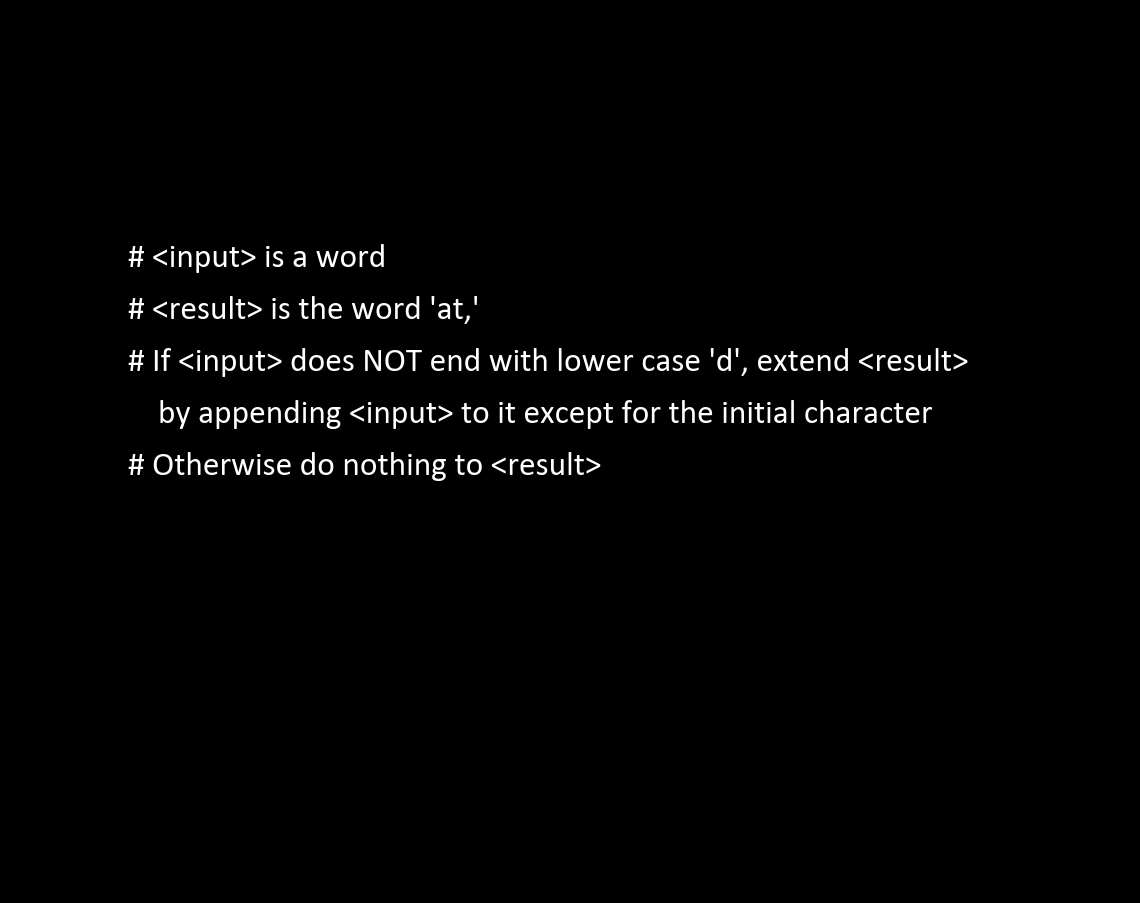 # <input> is a word
# <result> is the word 'at,'
# If <input> does NOT end with lower case 'd', extend <result>
by appending <input> to it except for the initial character
# Otherwise do nothing to <result>